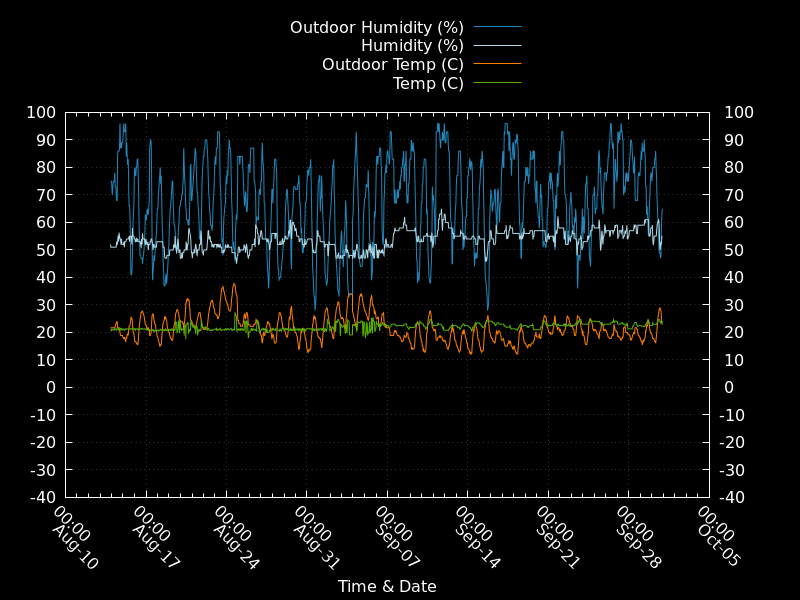 Outdoor Humidity (%)
Humidity (%)
Outdoor Temp (C)
Temp (C)
100 100
90 90
80 80
70 70
60 60
50 50
40 40
30 30
20 20
10 10
0 0
-10 -10
-20 -20
-30 -30
-40 -40
00:00 00:00 00:00 00:00 00:00 00:00 00:00 00:00 00:00
Aug-10 Aug-17 Aug-24 Aug-31 Sep-07 Sep-14 Sep-21 Sep-28 Oct-05
Time & Date